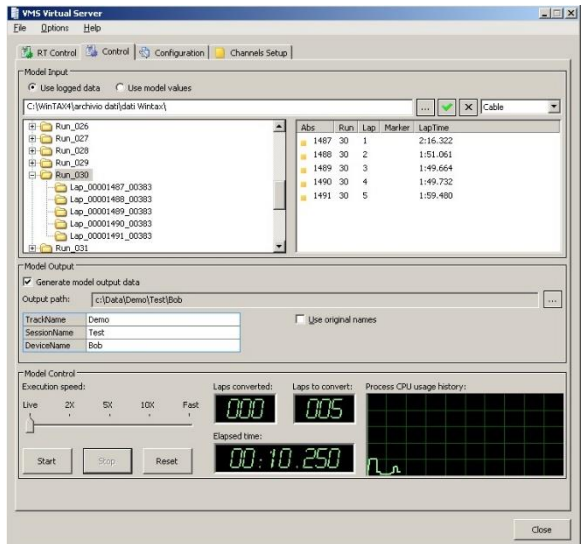 VMS Virtual Server
File Options Help
RT Control Control Configuration Channels Setup
Model Input
Use logged data Use model values
C:\WinTAX4\archivio dati\dati Wintax\ ... Cable
Run_026
Run_027
Run_028
Run_029
Run_030
Lap_00001487_00383
Lap_00001488_00383
Lap_00001489_00383
Lap_00001490_00383
Lap_00001491_00383
Run_031
Abs Run Lap Marker LapTime
1487 30 1 2:16.322
1488 30 2 1:51.061
1489 30 3 1:49.664
1490 30 4 1:49.732
1491 30 5 1:59.480
Model Output
Generate model output data
Output path: c:\Data\Demo\Test\Bob ...
TrackName Demo
SessionName Test
DeviceName Bob
Use original names
Model Control
Execution speed:
Live 2X 5X 10X Fast
Start Stop Reset
Laps converted: Laps to convert: Process CPU usage history:
000 005
Elapsed time:
00:10.250
Close